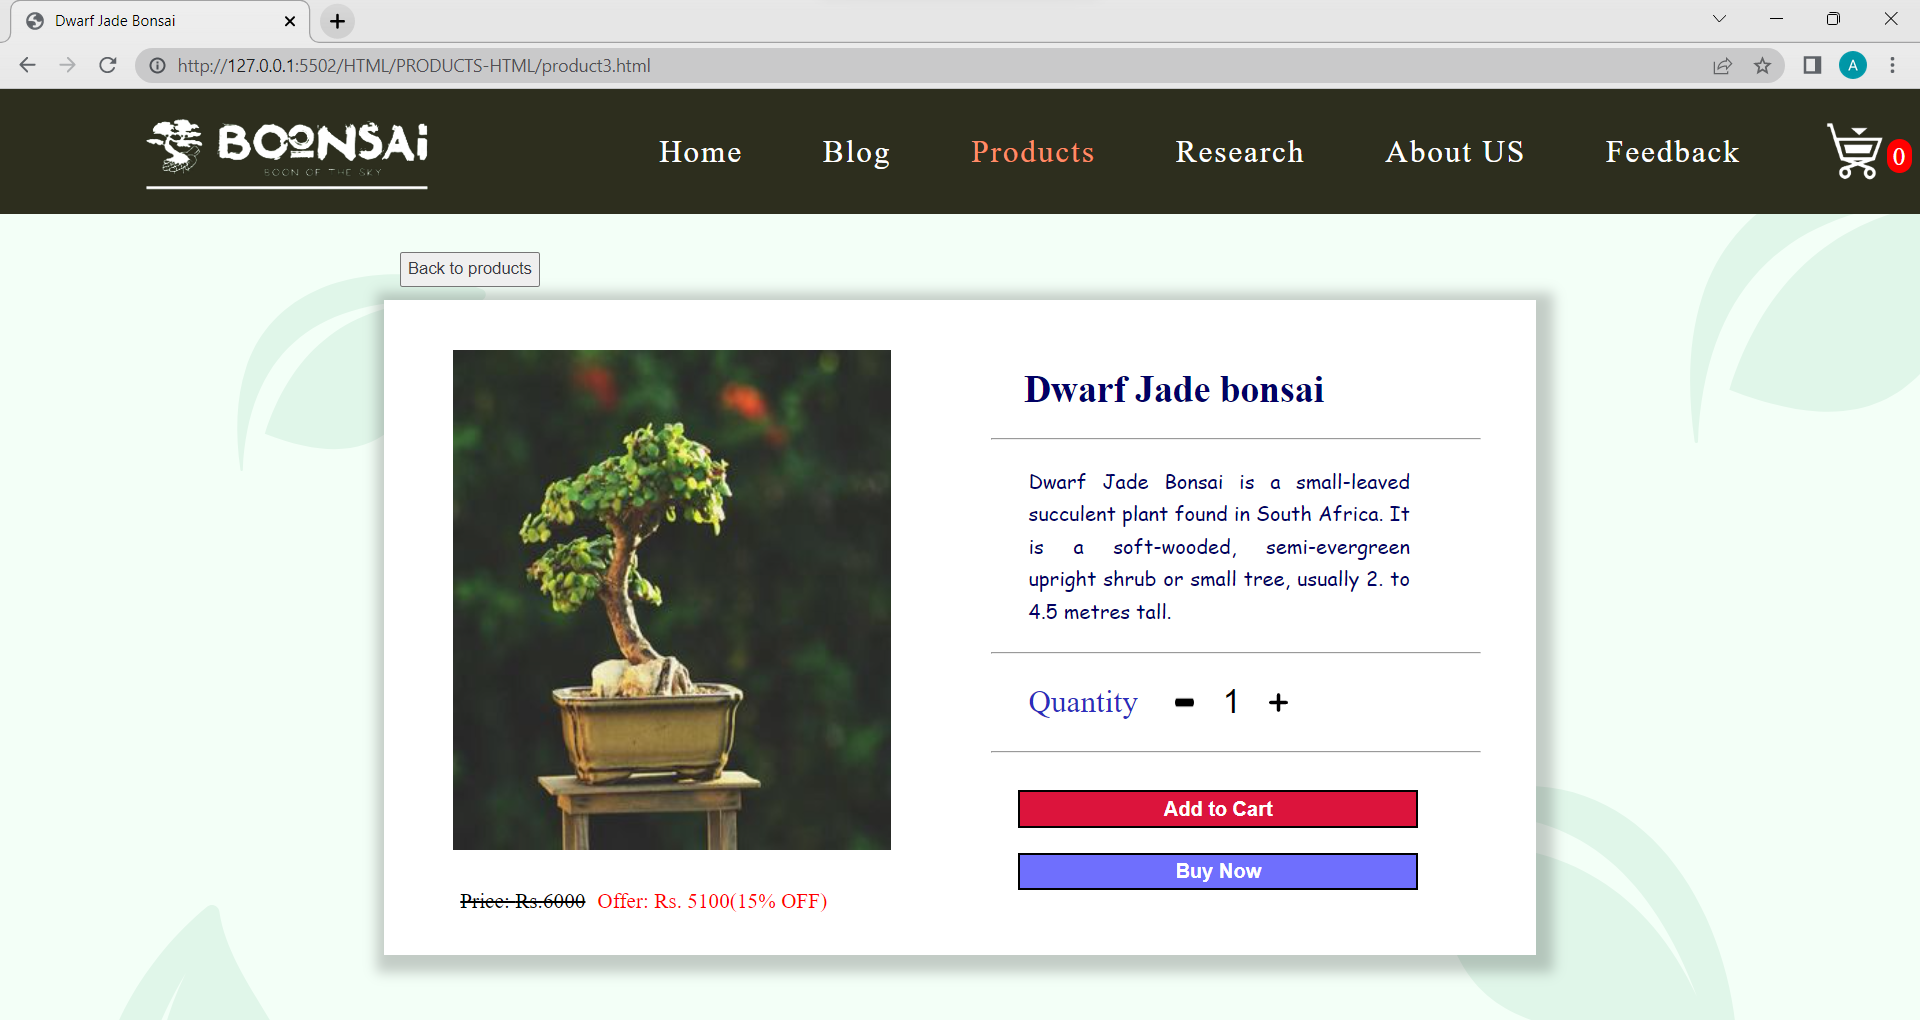 Dwarf Jade Bonsai
http://127.0.0.1:5502/HTML/PRODUCTS-HTML/product3.html
A
BOONSAi
BOON OF THE SKY
Home
Blog
Products
Research
About US
Feedback
0
Back to products
Dwarf Jade bonsai
Dwarf Jade Bonsai is a small-leaved
succulent plant found in South Africa. It
is a soft-wooded, semi-evergreen
upright shrub or small tree, usually 2. to
4.5 metres tall.
Quantity - 1 +
Add to Cart
Buy Now
Price: Rs.6000 Offer: Rs. 5100(15% OFF)